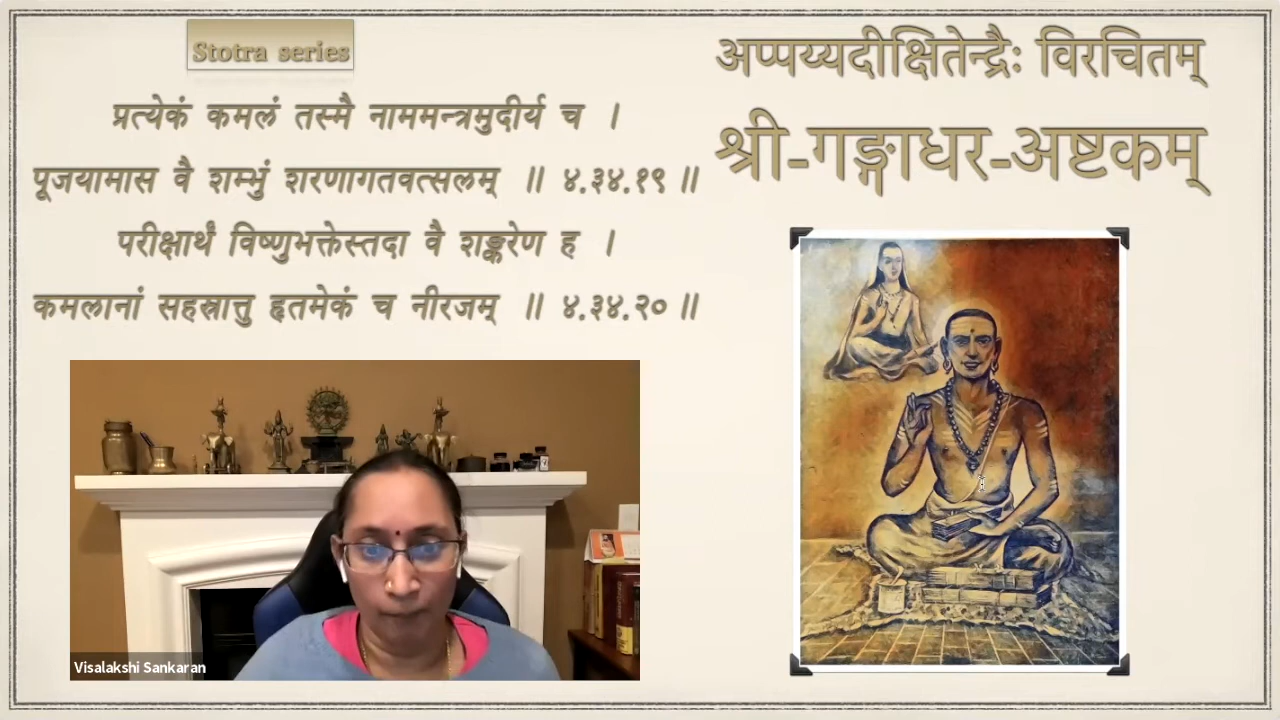 Stotra series
प्रत्येकं कमलं तस्मै नाममन्त्रमुदीर्य च ।
पूजयामास वै शम्भुं शरणागतवत्सलम् ॥ ४.३४.१९ ॥
परीक्षार्थं विष्णुभक्तेस्तदा वै शङ्करेण ह ।
कमलानां सहस्रात्तु हृतमेकं च नीरजम् ॥ ४.३४.२० ॥
अप्पय्यदीक्षितेन्द्रैः विरचितम्
श्री-गङ्गाधर-अष्टकम्
Visalakshi Sankaran